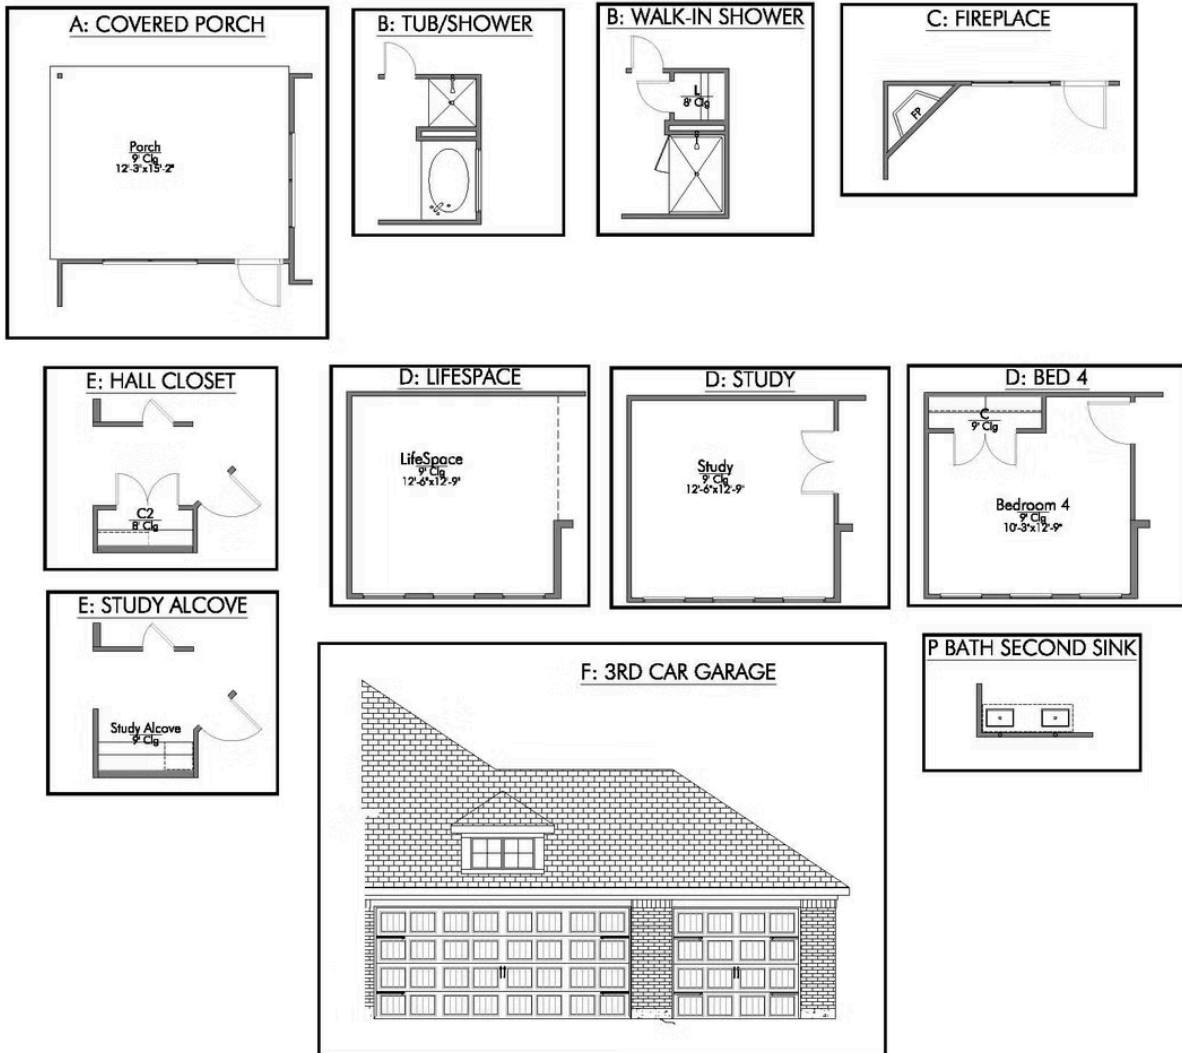 A: COVERED PORCH
Porch
9' Clg
12'-3"x15'-2"
B: TUB/SHOWER
B: WALK-IN SHOWER
L
8' Clg
C: FIREPLACE
FP
E: HALL CLOSET
C2
8' Clg
D: LIFESPACE
LifeSpace
9' Clg
12'-6"x12'-9"
D: STUDY
Study
9' Clg
12'-6"x12'-9"
D: BED 4
C
9' Clg
Bedroom 4
9' Clg
10'-3"x12'-9"
E: STUDY ALCOVE
Study Alcove
9' Clg
F: 3RD CAR GARAGE
P BATH SECOND SINK